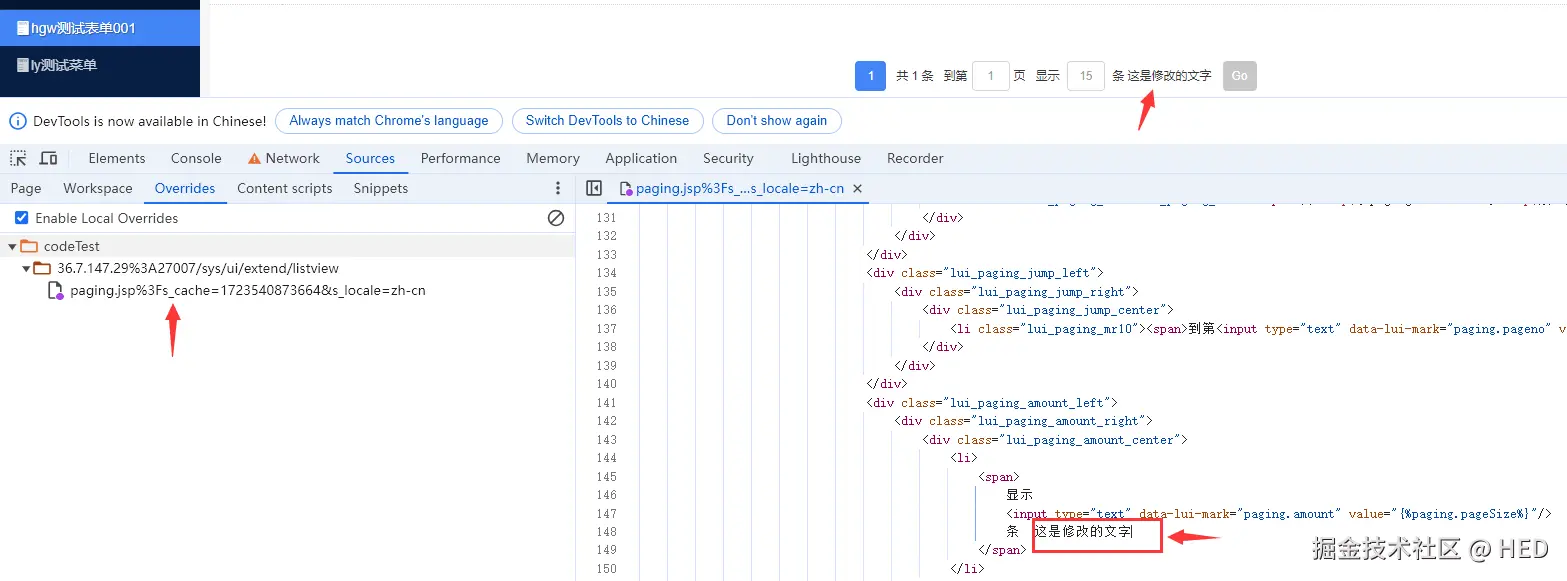 hgw测试表单001
ly测试菜单
1 共 1 条 到第 1 页 显示 15 条 这是修改的文字 Go
DevTools is now available in Chinese! Always match Chrome's language Switch DevTools to Chinese Don't show again
Elements Console Network Sources Performance Memory Application Security Lighthouse Recorder
Page Workspace Overrides Content scripts Snippets
paging.jsp%3Fs_...s_locale=zh-cn
Enable Local Overrides
codeTest
36.7.147.29%3A27007/sys/ui/extend/listview
paging.jsp%3Fs_cache=1723540873664&s_locale=zh-cn
131 </div>
132 </div>
133 </div>
134 <div class="lui_paging_jump_left">
135 <div class="lui_paging_jump_right">
136 <div class="lui_paging_jump_center">
137 <li class="lui_paging_mr10"><span>到第<input type="text" data-lui-mark="paging.pageno" v
138 </div>
139 </div>
140 </div>
141 <div class="lui_paging_amount_left">
142 <div class="lui_paging_amount_right">
143 <div class="lui_paging_amount_center">
144 <li>
145 <span>
146 显示
147 <input type="text" data-lui-mark="paging.amount" value="{%paging.pageSize%}"/>
148 条 这是修改的文字
149 </span>
150 </li>
掘金技术社区 @ HED